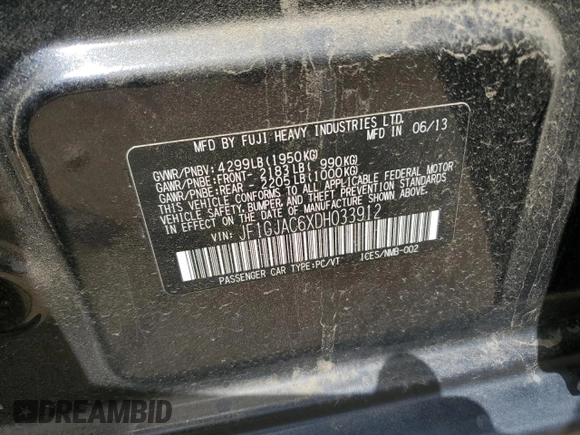 MFD BY FUJI HEAVY INDUSTRIES LTD.
MFD IN 06/13
GVWR/PNBV: 4299LB(1950KG)
GAWR/PNBE:FRONT- 2183LB( 990KG)
GAWR/PNBE:REAR - 2205LB(1000KG)
THIS VEHICLE CONFORMS TO ALL APPLICABLE FEDERAL MOTOR
VEHICLE SAFETY, BUMPER, AND THEFT PREVENTION STANDARDS
IN EFFECT ON THE DATE OF MANUFACTURE SHOWN ABOVE.
VIN: JF1GJAC6XDH033912
PASSENGER CAR TYPE:PC/VT ICES/NMB-002
DREAMBID